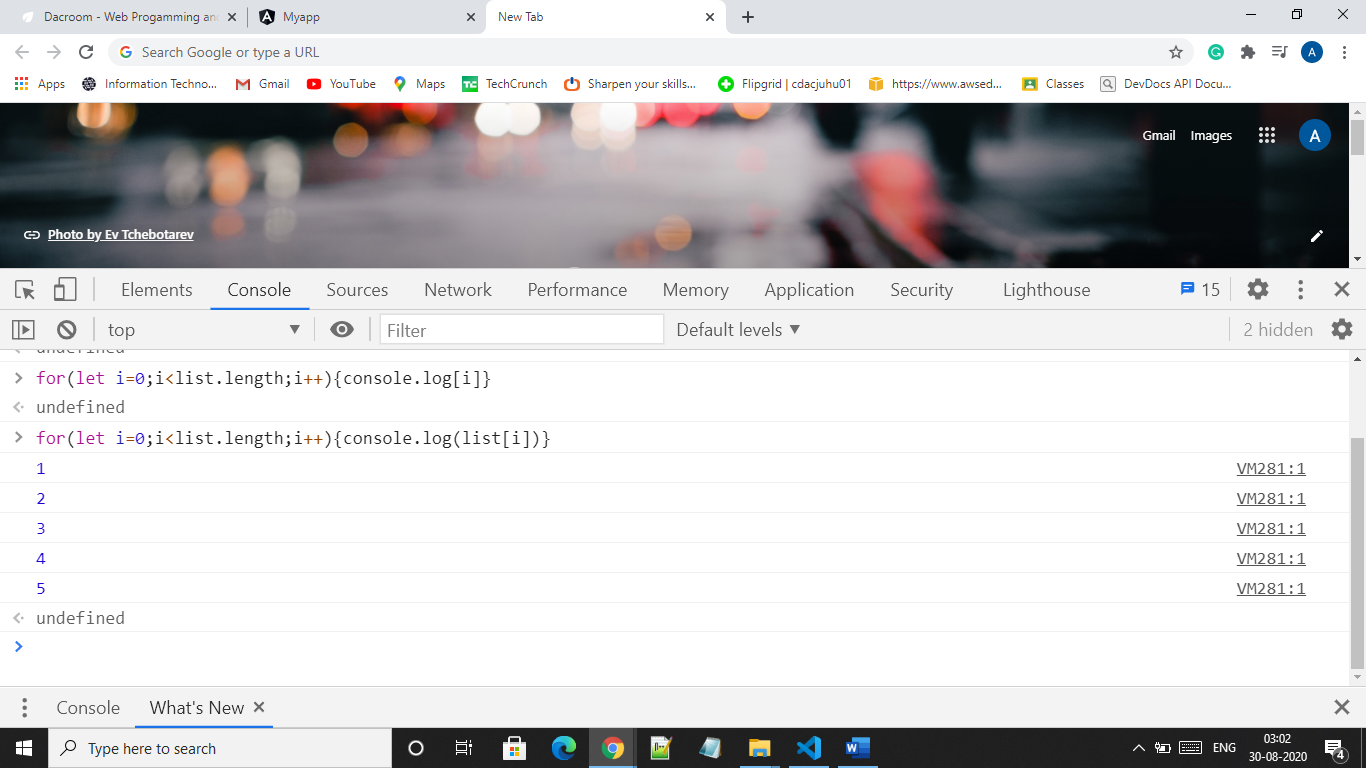 Dacroom - Web Progamming an
Myapp
New Tab
Search Google or type a URL
A
Apps
Information Techno...
Gmail
YouTube
Maps
TC
TechCrunch
Sharpen your skills...
Flipgrid | cdacjuhu01
https://www.awsed...
Classes
DevDocs API Docu...
Gmail
Images
A
Photo by Ev Tchebotarev
Elements
Console
Sources
Network
Performance
Memory
Application
Security
Lighthouse
15
top
Filter
Default levels
2 hidden
undefined
for(let i=0;i<list.length;i++){console.log[i]}
undefined
for(let i=0;i<list.length;i++){console.log(list[i])}
1 VM281:1
2 VM281:1
3 VM281:1
4 VM281:1
5 VM281:1
undefined
Console
What's New
Type here to search
ENG
03:02
30-08-2020
4